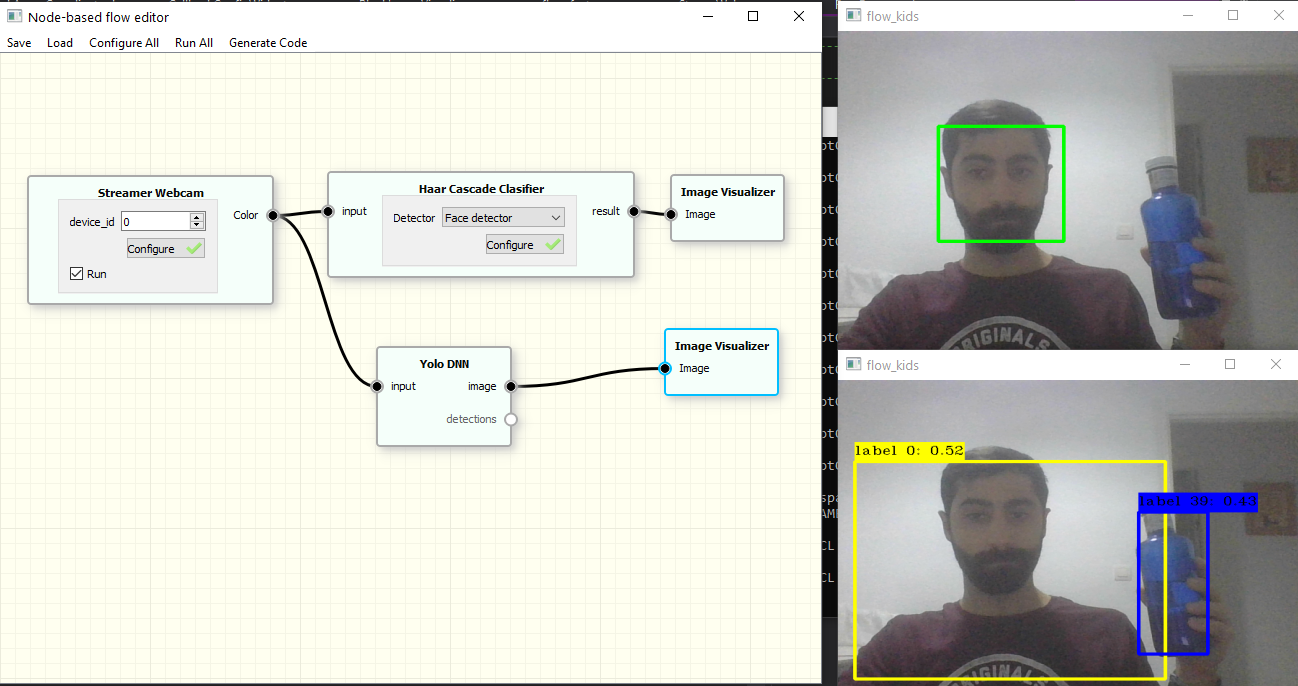 Node-based flow editor
Save Load Configure All Run All Generate Code
Streamer Webcam
device_id 0
Color
Configure
Run
Haar Cascade Clasifier
input
Detector Face detector
result
Configure
Image Visualizer
Image
Yolo DNN
input
image
detections
Image Visualizer
Image
flow_kids
ORIGINALS
flow_kids
label 0: 0.52
label 39: 0.43
ORIGINALS